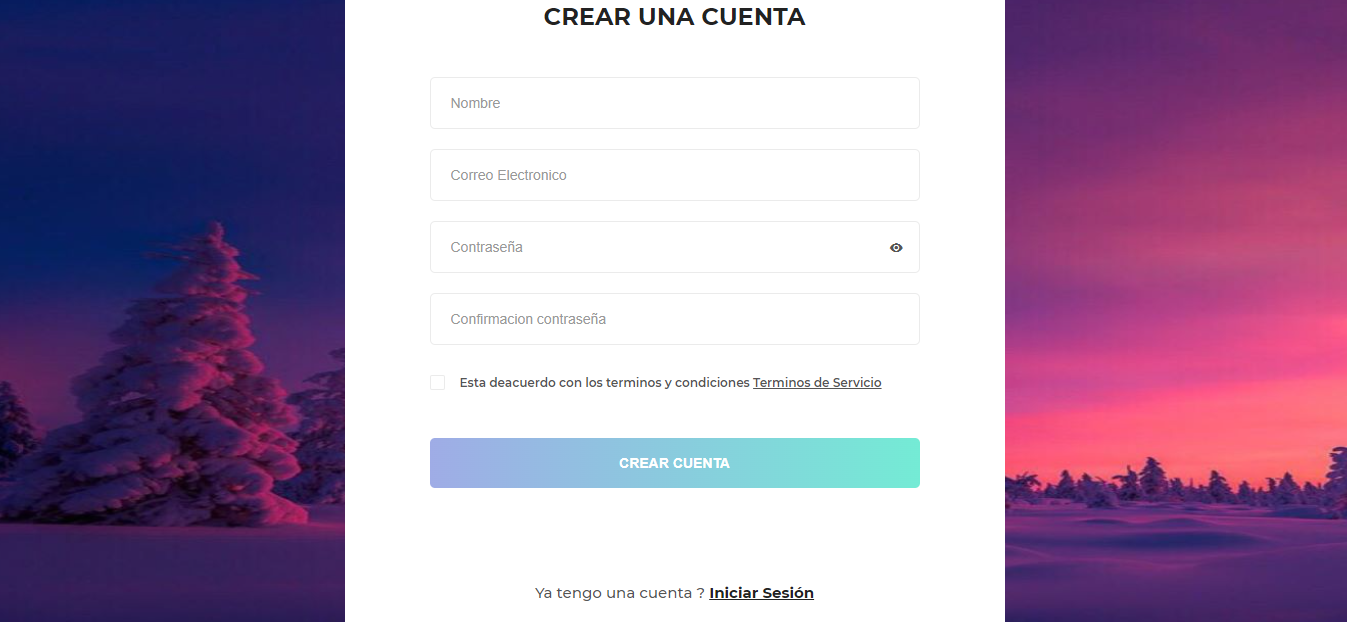 CREAR UNA CUENTA
Nombre
Correo Electronico
Contraseña
Confirmacion contraseña
Esta deacuerdo con los terminos y condiciones Terminos de Servicio
CREAR CUENTA
Ya tengo una cuenta ? Iniciar Sesión